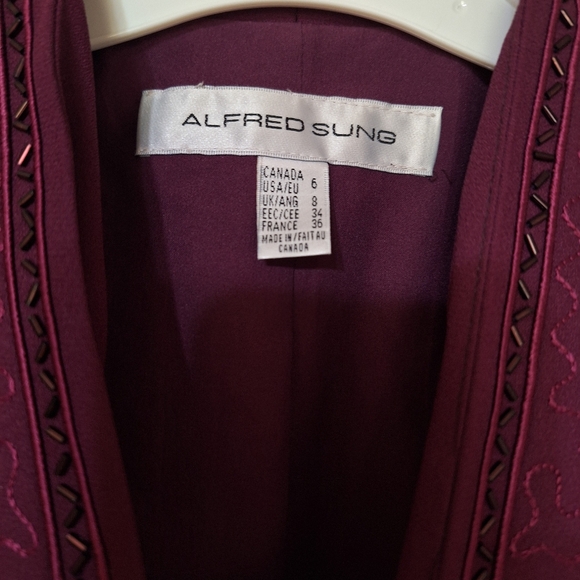 ALFRED SUNG
CANADA
USA/EU 6
UK/ANG 8
EEC/CEE 34
FRANCE 36
MADE IN/FAIT AU
CANADA